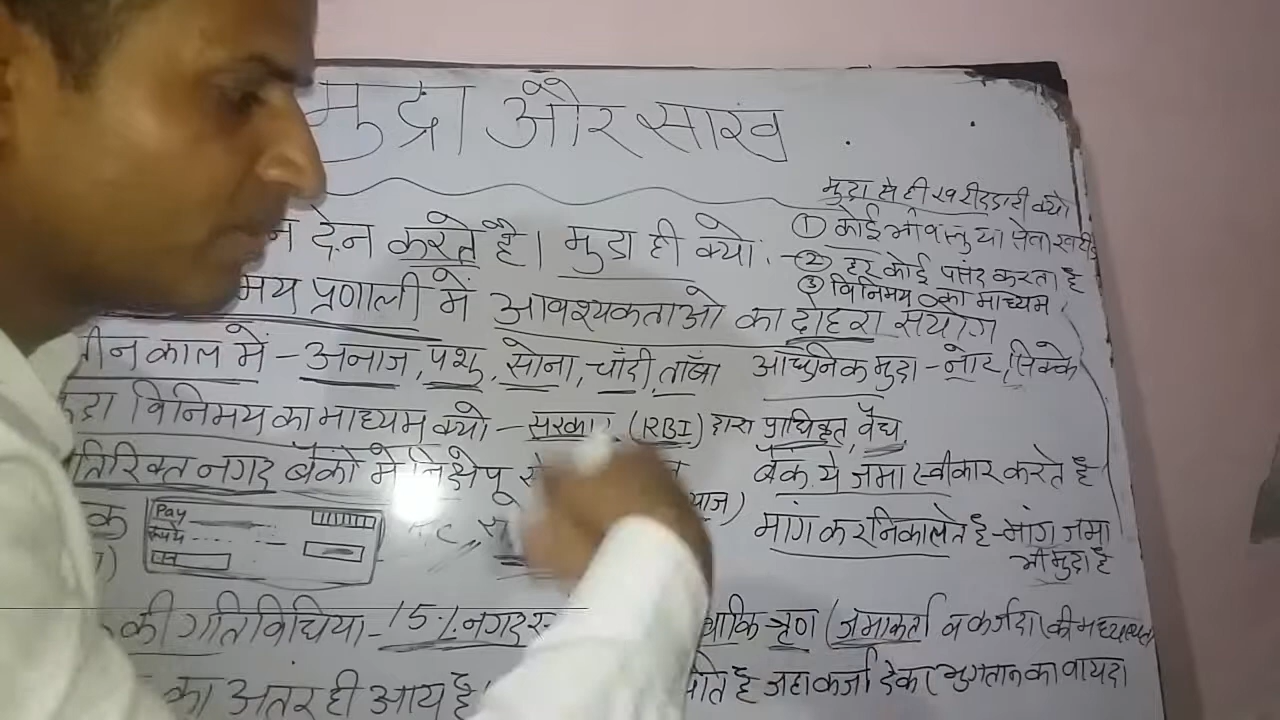 मुद्रा और साख
मुद्रा से ही खरीददारी क्यो
न देन करते है। मुद्रा ही क्यो:
① कोई भी वस्तु या सेवा खरीद
② हर कोई पसंद करता है
③ विनिमय का माध्यम
मय प्रणाली में आवश्यकताओ का दोहरा संयोग
काल में - अनाज, पशु, सोना, चाँदी, ताँबा आधुनिक मुद्रा - नोट, सिक्के
विनिमय का माध्यम क्यो - सरकार (RBI) द्वारा प्राधिकृत, वैध
तिरिक्त नगद बैंको में निक्षेप बैंक ये जमा स्वीकार करते है
Pay
रूपये
मांग कर निकालते है - मांग जमा
भी मुद्रा है
की गतिविधिया - 15% नगद ऋण (जमाकर्ता व कर्जदार की मध्यस्थता
का अंतर ही आय है जहा कर्जा देकर भुगतान का वायदा